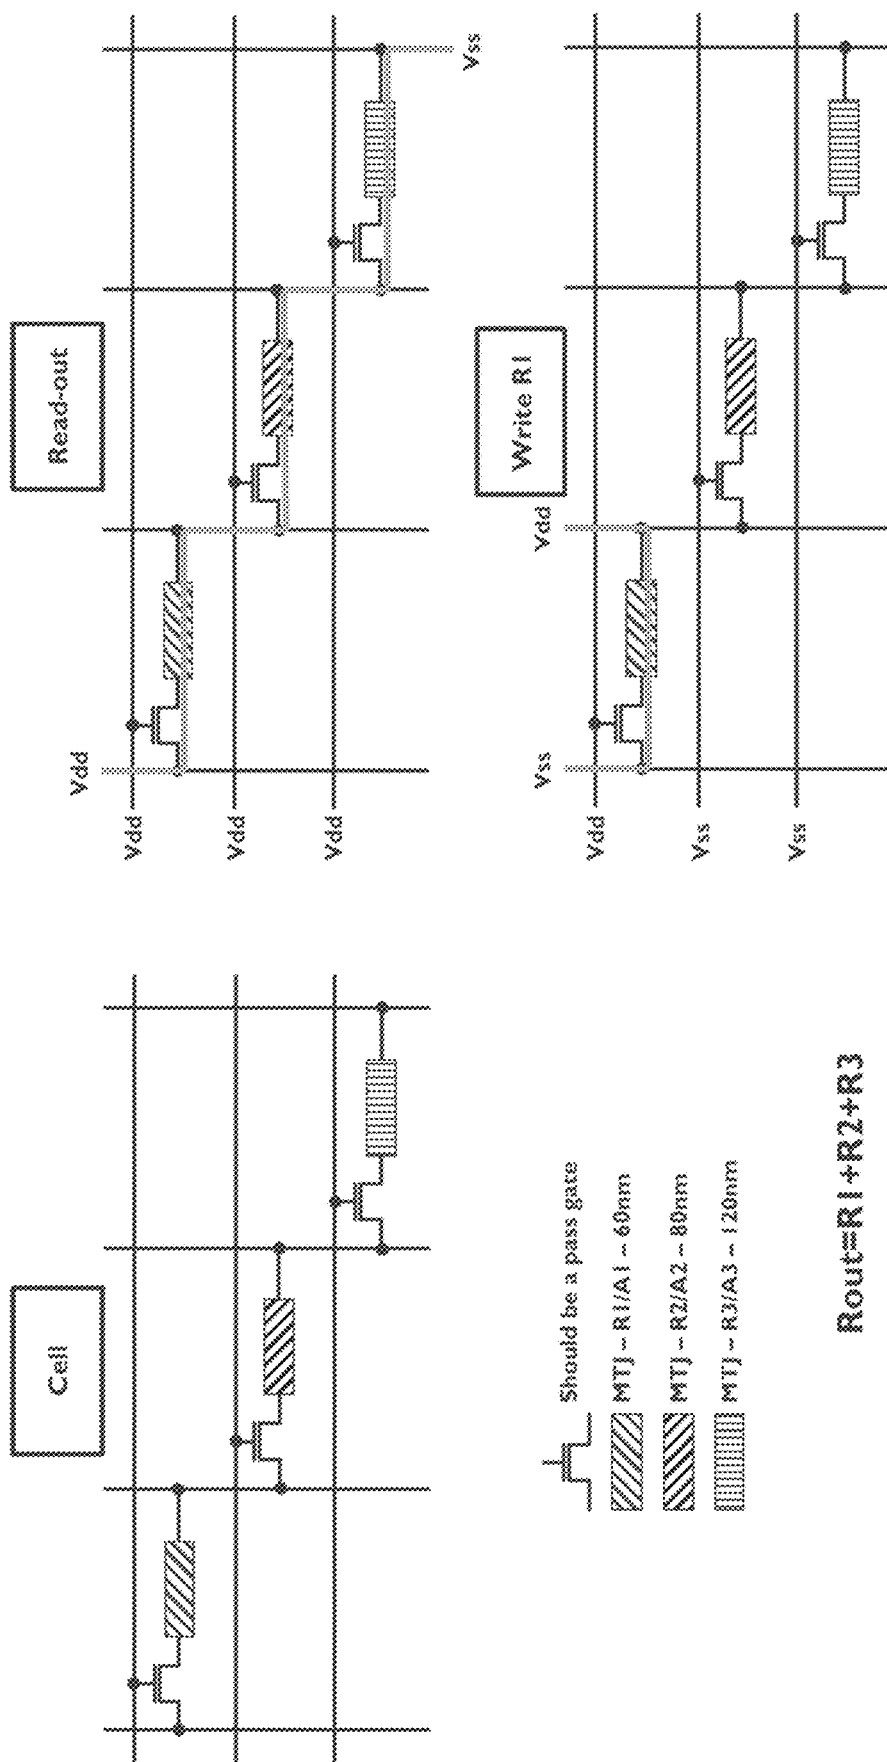 Cell
Should be a pass gate
MTJ – R1/A1 – 60nm
MTJ – R2/A2 – 80nm
MTJ – R3/A3 – 120nm
Rout=R1+R2+R3
Read-out
Vdd
Vdd
Vdd
Vdd
Vss
Write R1
Vss
Vdd
Vdd
Vss
Vss